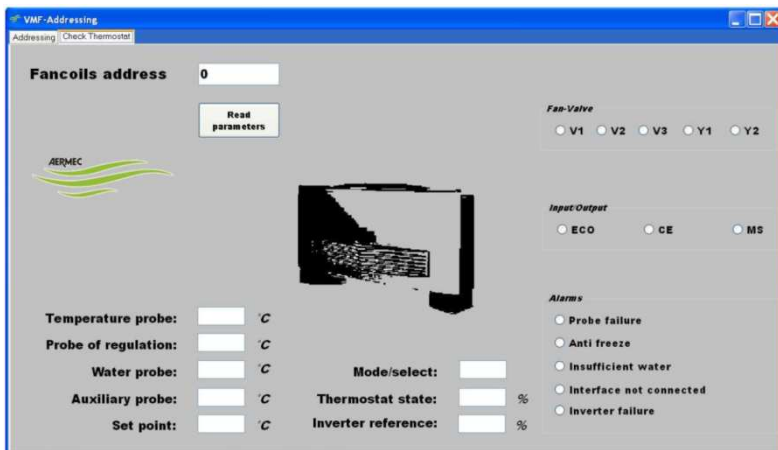 VMF-Addressing
Addressing Check Thermostat
Fancoils address 0
Read
parameters
AERMEC
Fan-Valve
V1 V2 V3 Y1 Y2
Input/Output
ECO CE MS
Temperature probe: °C
Probe of regulation: °C
Water probe: °C
Auxiliary probe: °C
Set point: °C
Mode/select:
Thermostat state: %
Inverter reference: %
Alarms
Probe failure
Anti freeze
Insufficient water
Interface not connected
Inverter failure